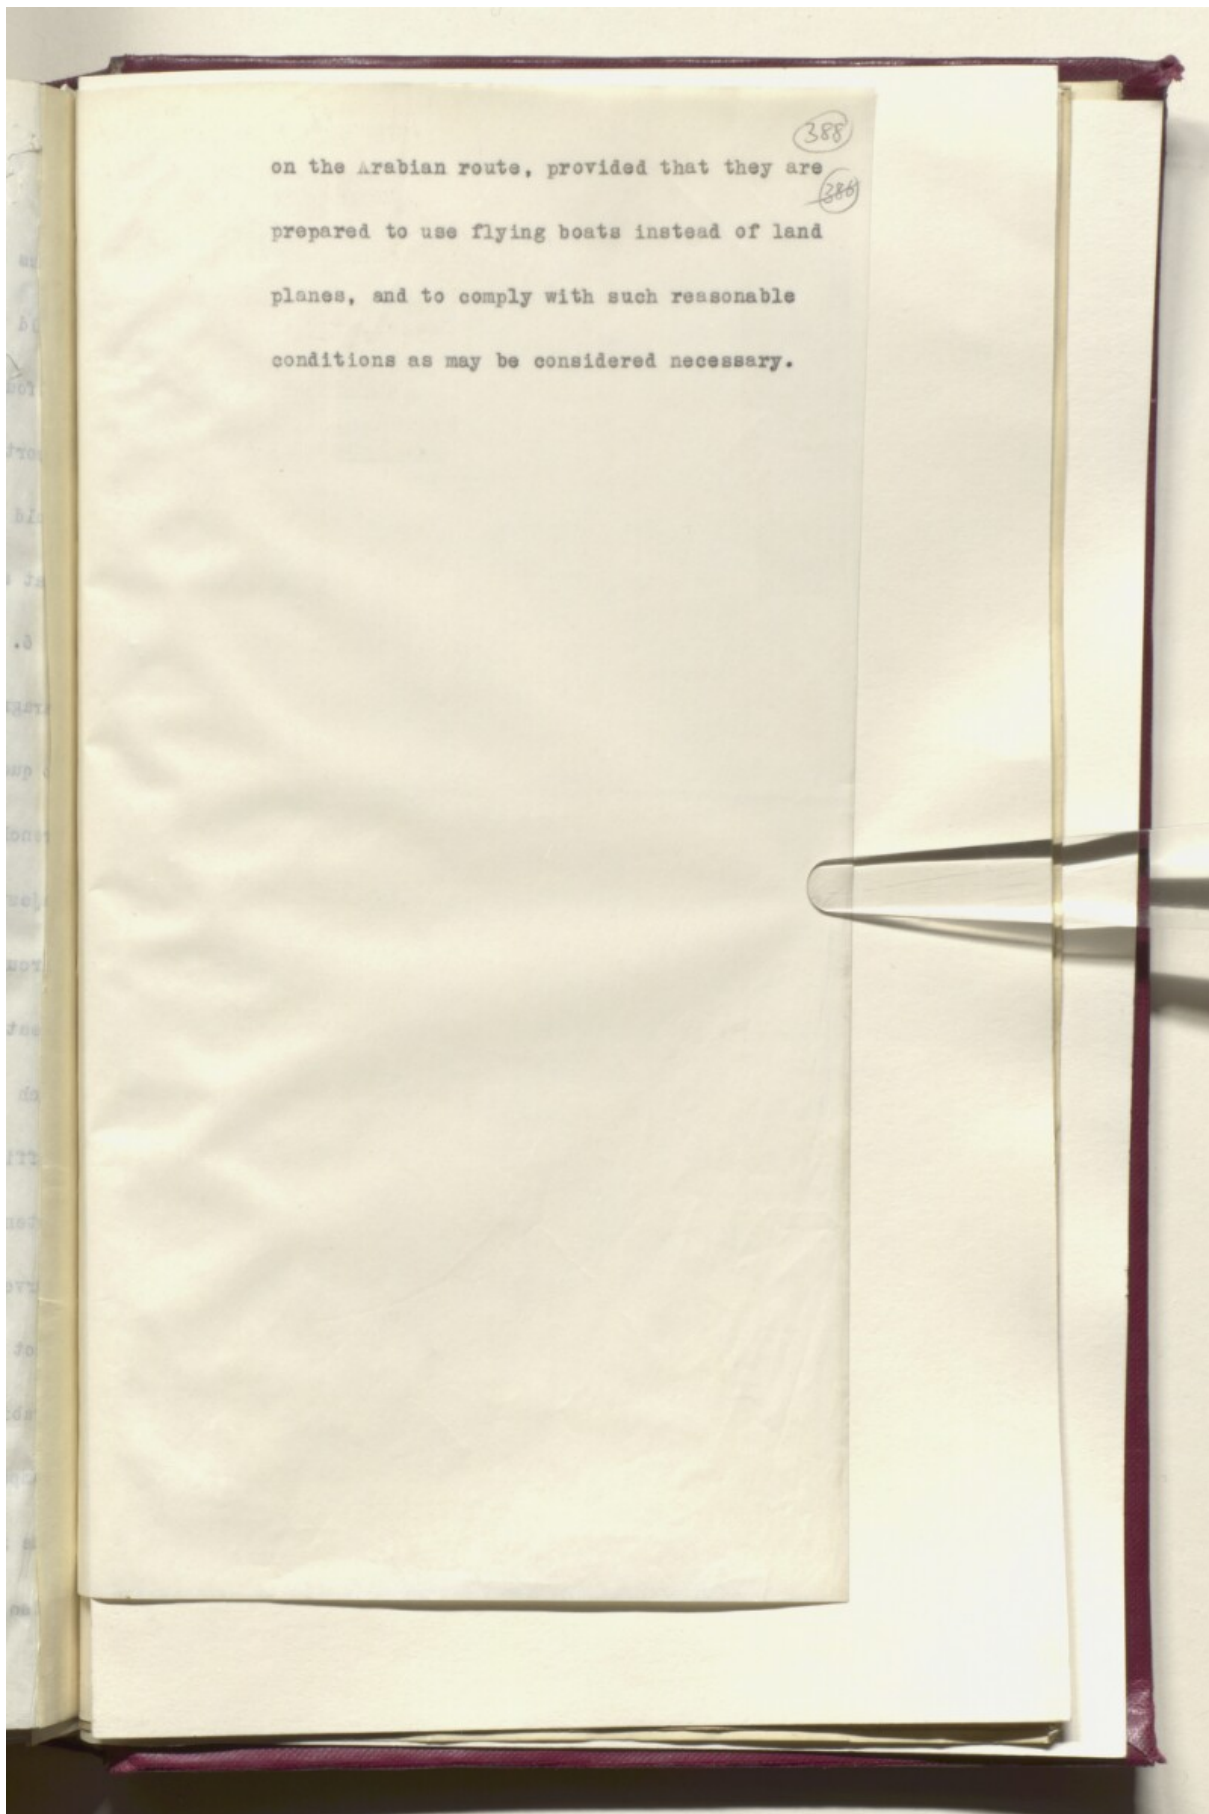 388
on the Arabian route, provided that they are
386
prepared to use flying boats instead of land
planes, and to comply with such reasonable
conditions as may be considered necessary.